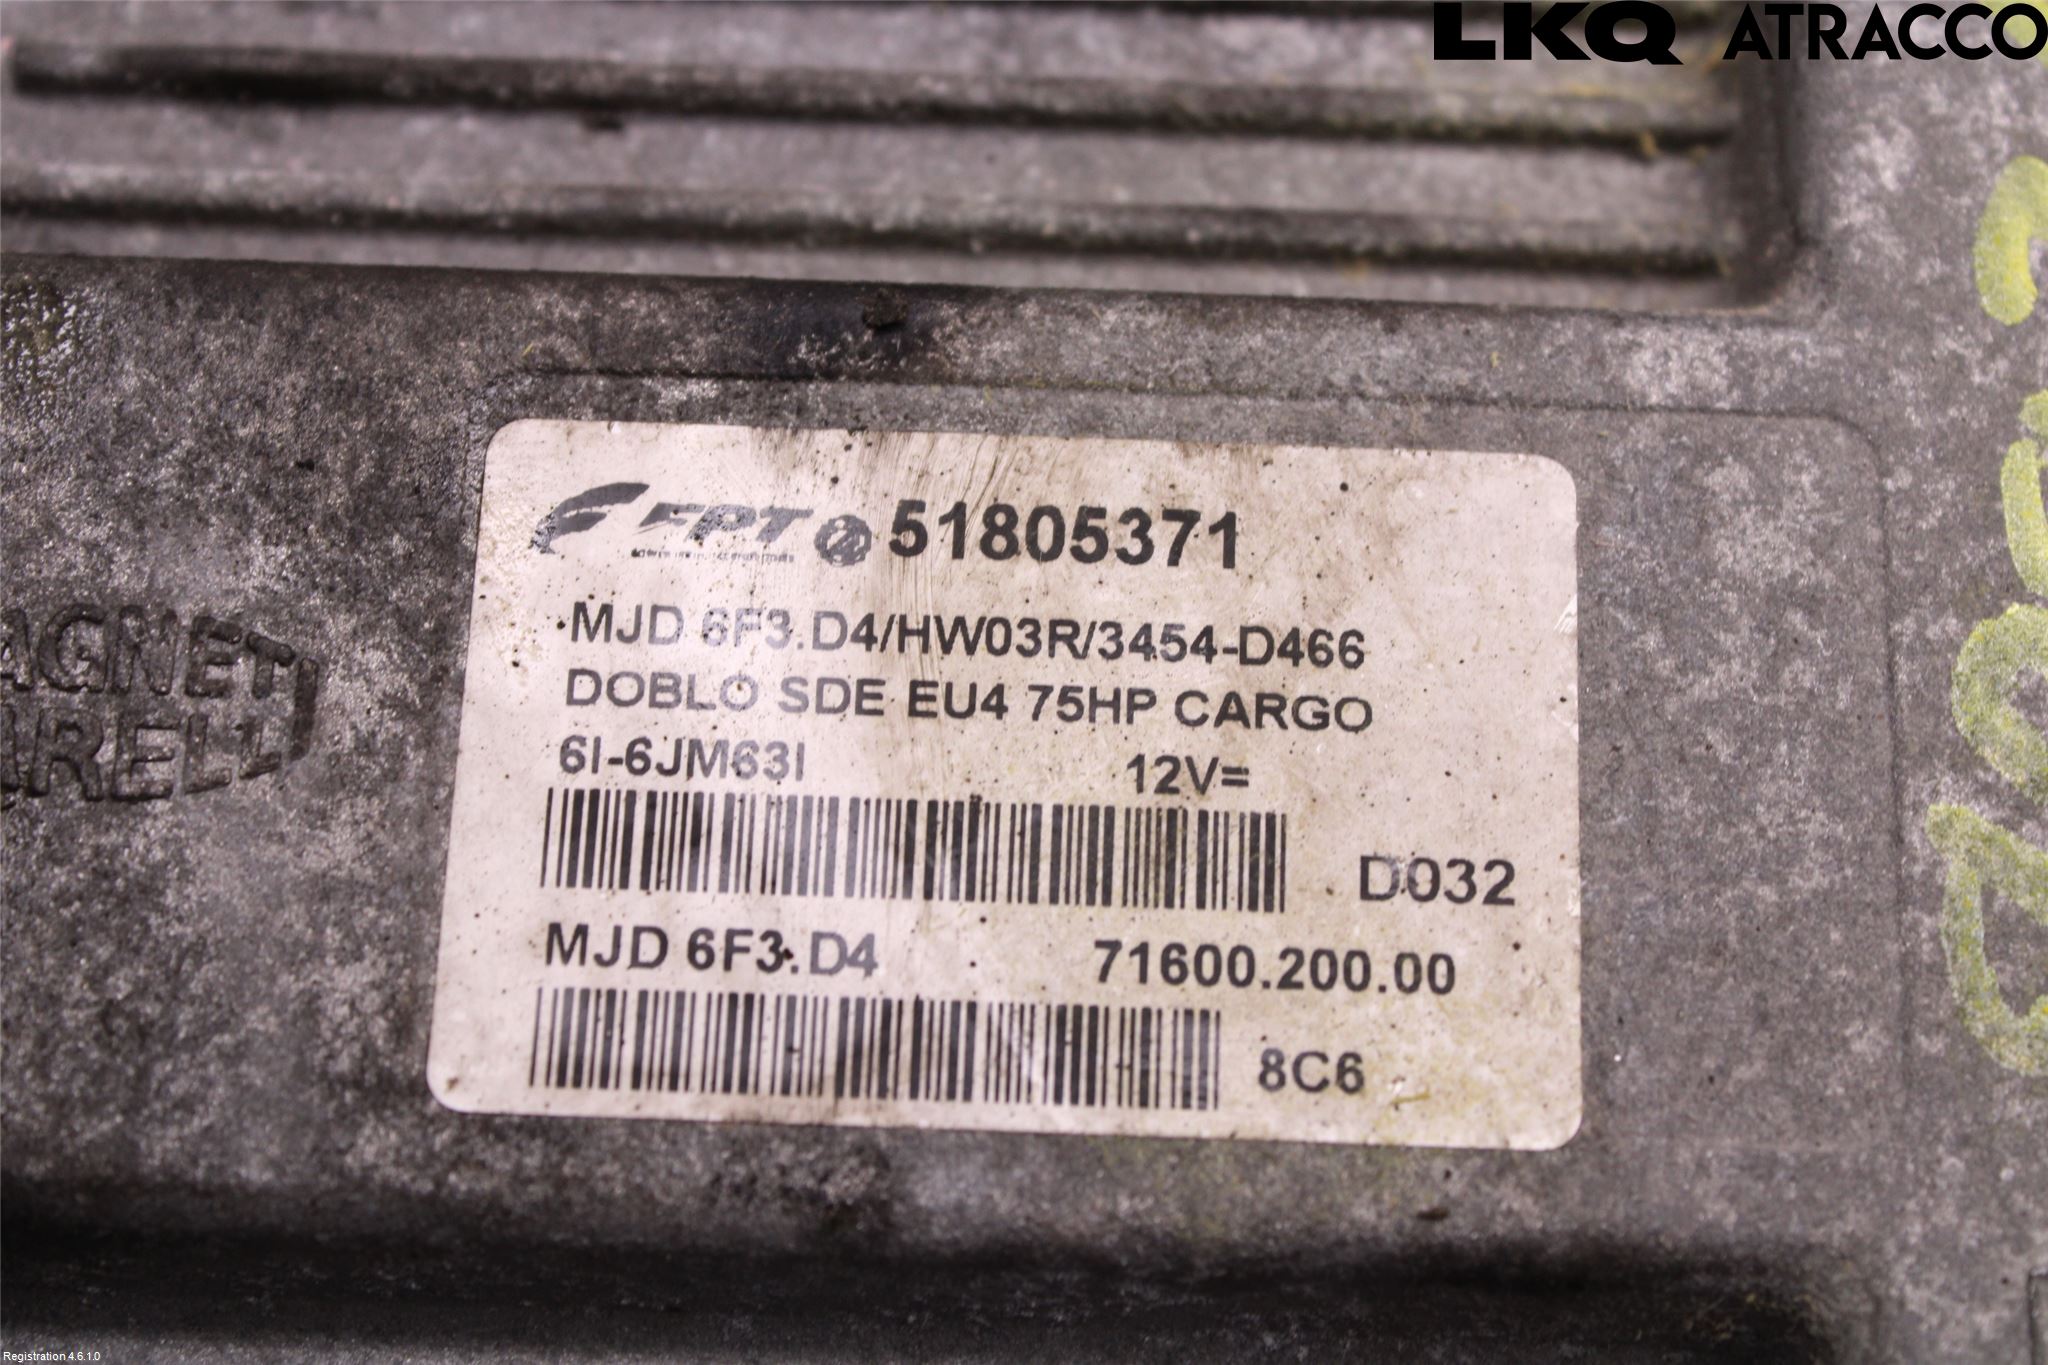 LKQ ATRACCO
FPT 51805371
MJD 6F3.D4/HW03R/3454-D466
DOBLO SDE EU4 75HP CARGO
6I-6JM63I 12V=
D032
MJD 6F3.D4 71600.200.00
8C6
AGNETI
ARELLI
Registration 4.6.1.0